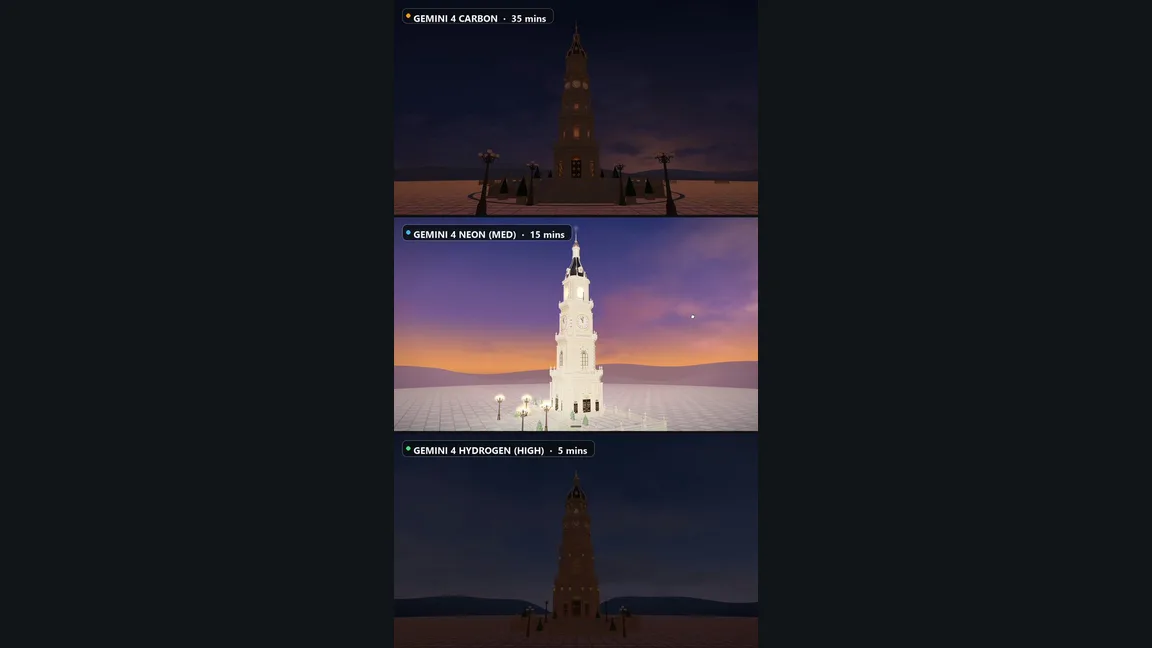 GEMINI 4 CARBON · 35 mins
GEMINI 4 NEON (MED) · 15 mins
GEMINI 4 HYDROGEN (HIGH) · 5 mins